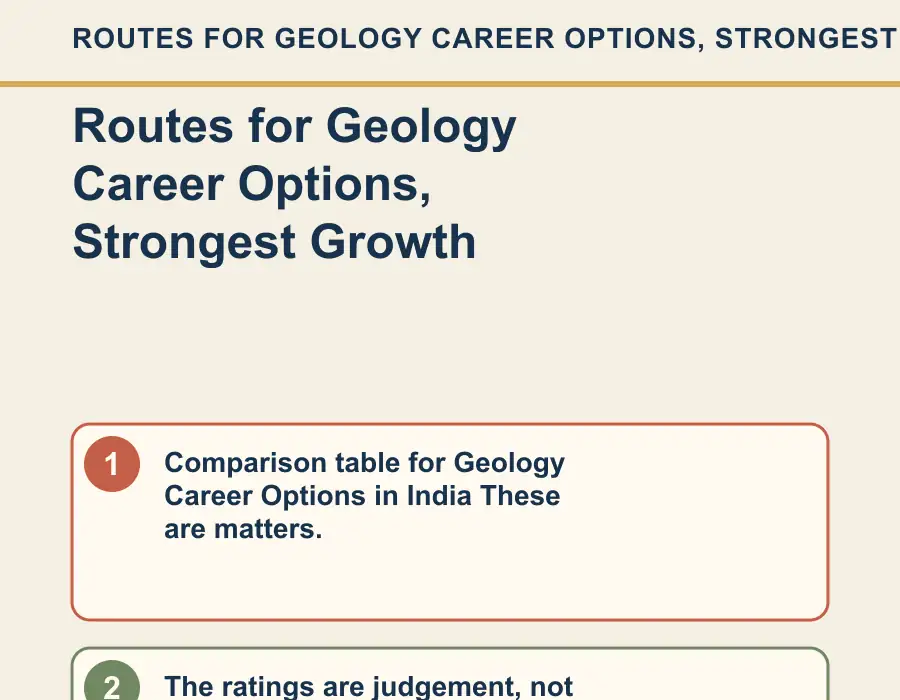 ROUTES FOR GEOLOGY CAREER OPTIONS, STRONGEST
Routes for Geology
Career Options,
Strongest Growth
1
Comparison table for Geology
Career Options in India These
are matters.
2
The ratings are judgement, not